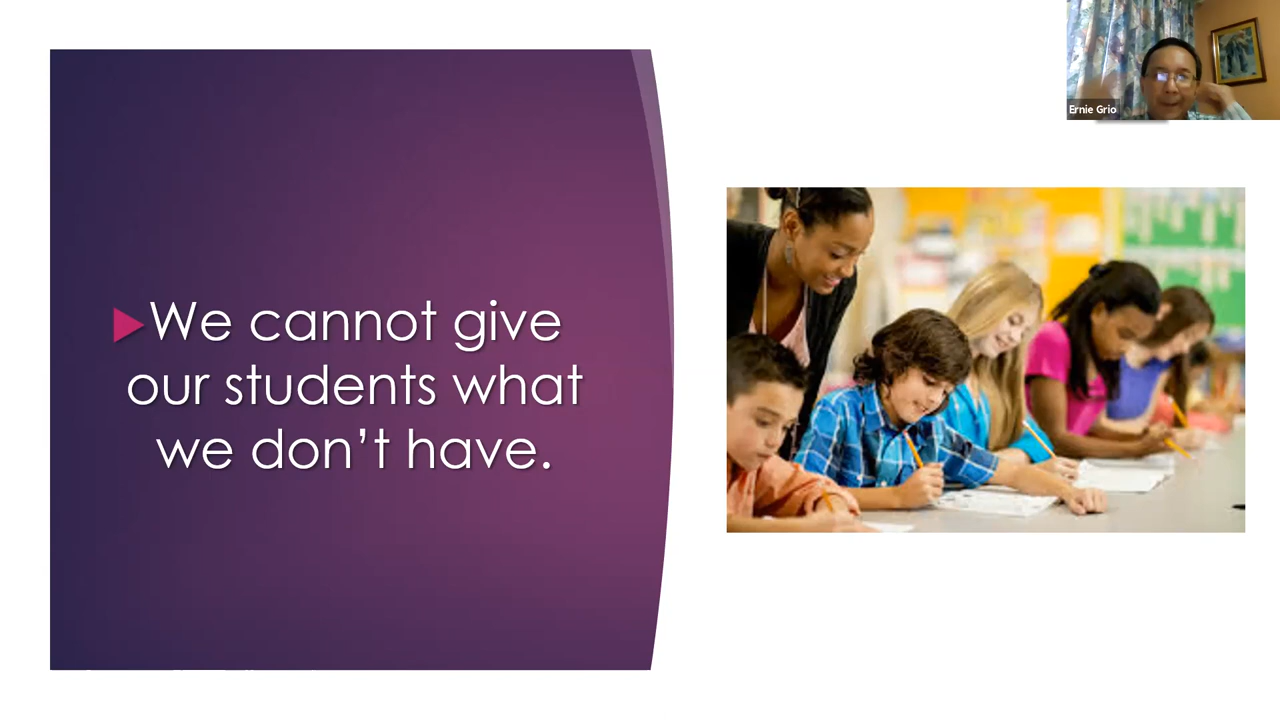 We cannot give
our students what
we don’t have.
Ernie Grio